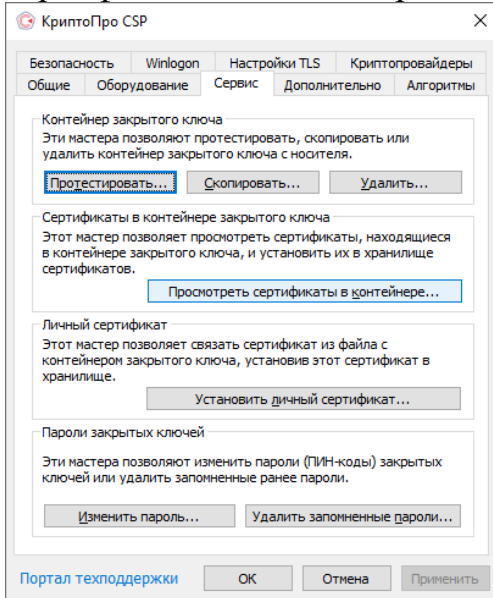 КриптоПро CSP
Безопасность Winlogon Настройки TLS Криптопровайдеры
Общие Оборудование Сервис Дополнительно Алгоритмы
Контейнер закрытого ключа
Эти мастера позволяют протестировать, скопировать или
удалить контейнер закрытого ключа с носителя.
Протестировать... Скопировать... Удалить...
Сертификаты в контейнере закрытого ключа
Этот мастер позволяет просмотреть сертификаты, находящиеся
в контейнере закрытого ключа, и установить их в хранилище
сертификатов.
Просмотреть сертификаты в контейнере...
Личный сертификат
Этот мастер позволяет связать сертификат из файла с
контейнером закрытого ключа, установив этот сертификат в
хранилище.
Установить личный сертификат...
Пароли закрытых ключей
Эти мастера позволяют изменить пароли (ПИН-коды) закрытых
ключей или удалить запомненные ранее пароли.
Изменить пароль... Удалить запомненные пароли...
Портал техподдержки ОК Отмена Применить